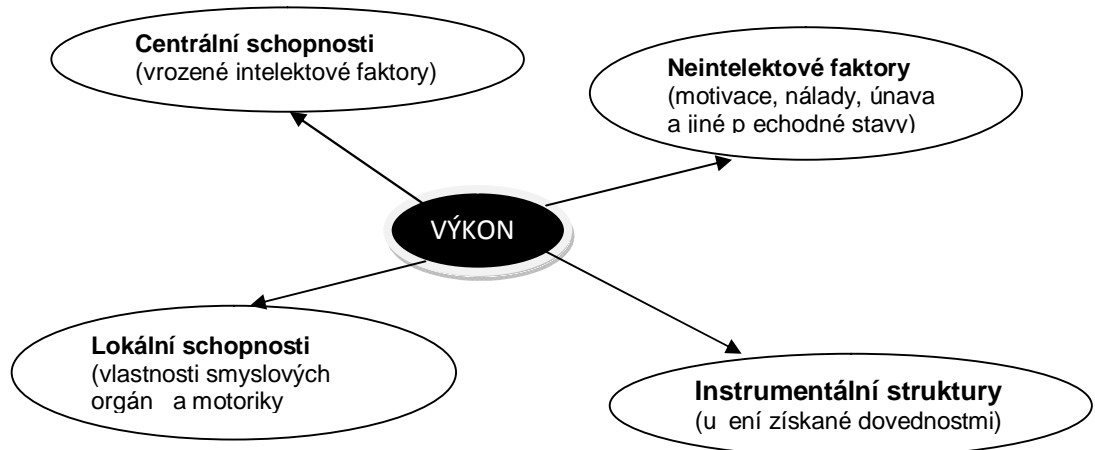 Centrální schopnosti
(vrozené intelektové faktory)
Neintelektové faktory
(motivace, nálady, únava
a jiné p echodné stavy)
VÝKON
Lokální schopnosti
(vlastnosti smyslových
orgán a motoriky
Instrumentální struktury
(u ení získané dovednostmi)